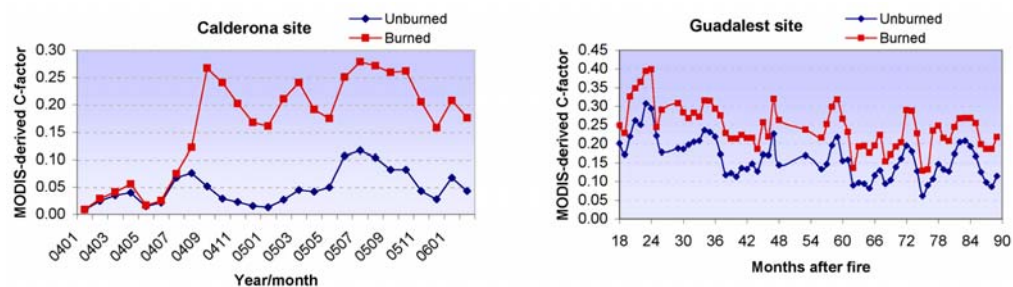 Calderona site
Unburned
Burned
MODIS-derived C-factor
0.30
0.25
0.20
0.15
0.10
0.05
0.00
0401
0403
0405
0407
0409
0411
0501
0503
0505
0507
0509
0511
0601
Year/month
Guadalest site
Unburned
Burned
MODIS-derived C-factor
0.45
0.40
0.35
0.30
0.25
0.20
0.15
0.10
0.05
0.00
18 24 30 36 42 48 54 60 66 72 78 84 90
Months after fire